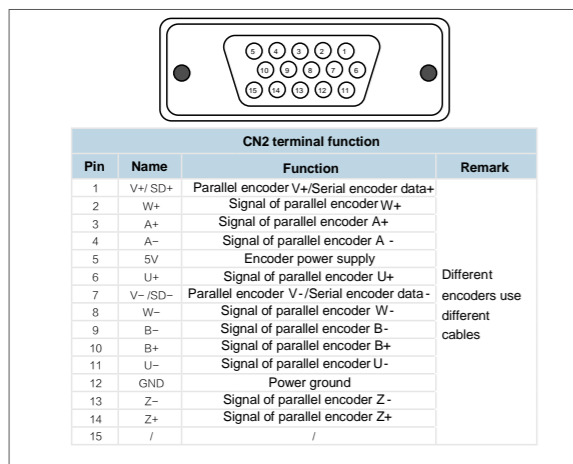 5 4 3 2 1
10 9 8 7 6
15 14 13 12 11
CN2 terminal function
Pin Name Function Remark
1 V+/ SD+ Parallel encoder V+/Serial encoder data+
2 W+ Signal of parallel encoder W+
3 A+ Signal of parallel encoder A+
4 A− Signal of parallel encoder A -
5 5V Encoder power supply
6 U+ Signal of parallel encoder U+
7 V− /SD− Parallel encoder V-/Serial encoder data-
8 W− Signal of parallel encoder W-
9 B− Signal of parallel encoder B-
10 B+ Signal of parallel encoder B+
11 U− Signal of parallel encoder U-
12 GND Power ground
13 Z− Signal of parallel encoder Z-
14 Z+ Signal of parallel encoder Z+
15 / /
Different
encoders use
different
cables